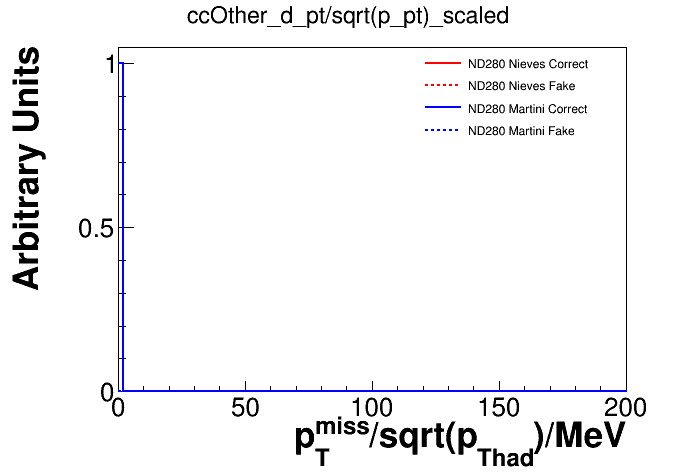 ccOther_d_pt/sqrt(p_pt)_scaled
Arbitrary Units
1
0.5
0
ND280 Nieves Correct
ND280 Nieves Fake
ND280 Martini Correct
ND280 Martini Fake
0 50 100 150 200
p_T^miss/sqrt(p_Thad)/MeV